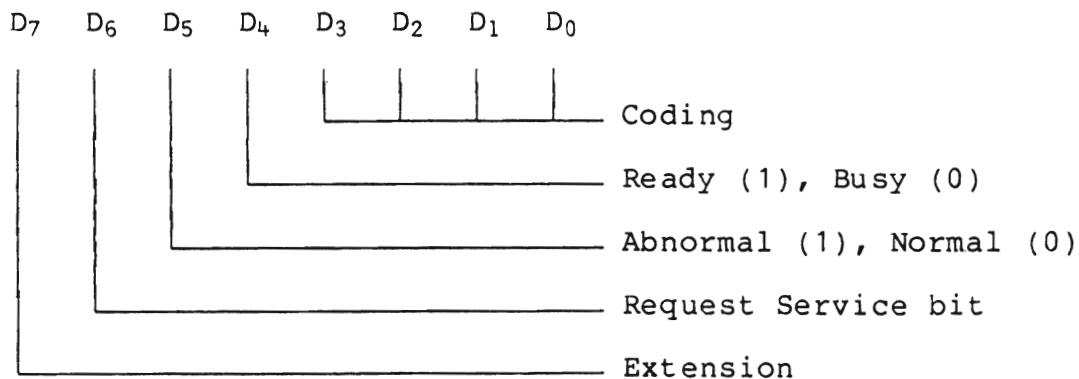 D7 D6 D5 D4 D3 D2 D1 D0
Coding
Ready (1), Busy (0)
Abnormal (1), Normal (0)
Request Service bit
Extension